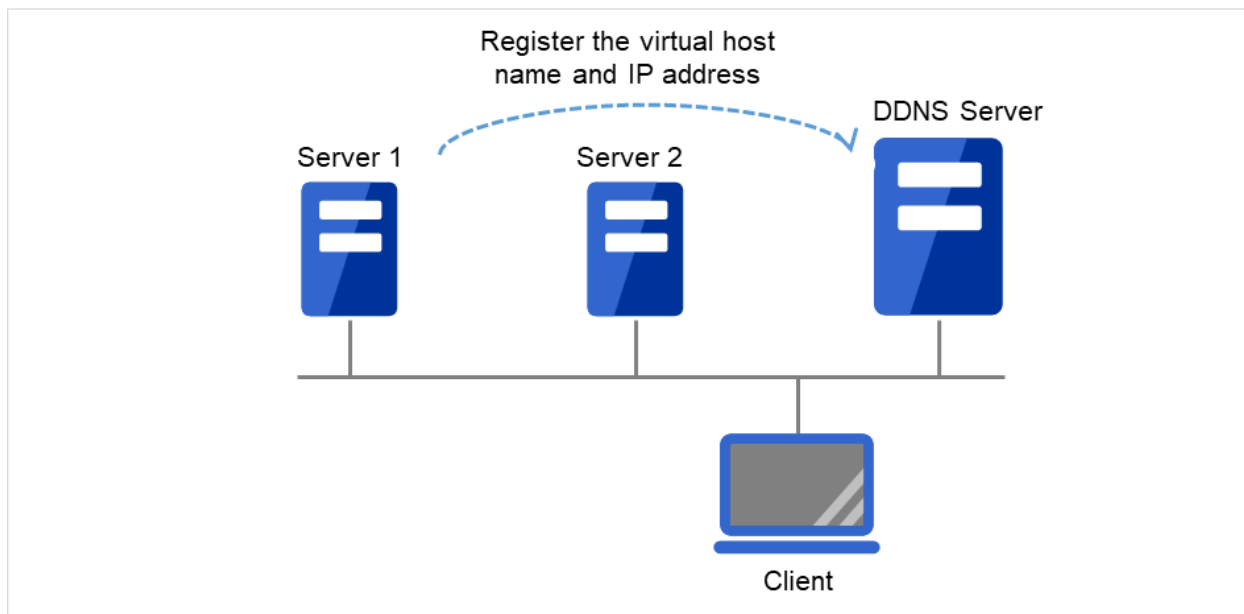 Register the virtual host
name and IP address
DDNS Server
Server 1
Server 2
Client